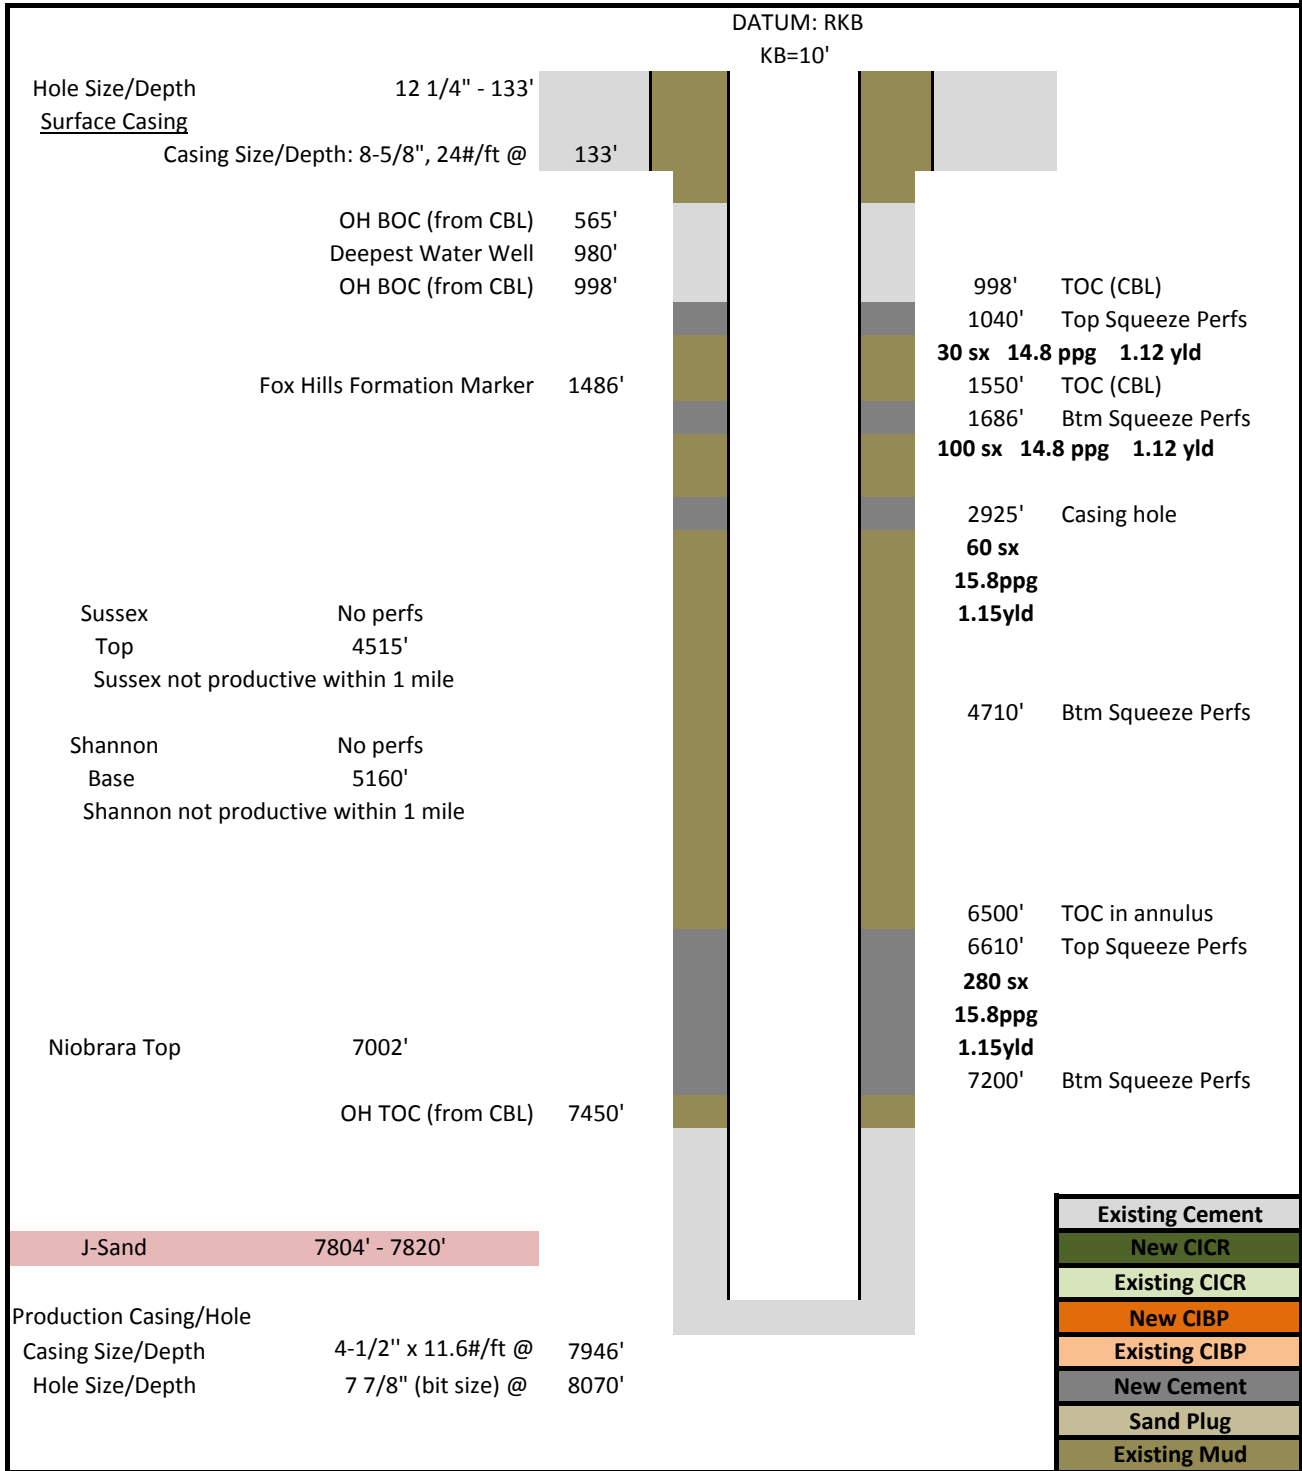 DATUM: RKB
KB=10'
Hole Size/Depth 12 1/4" - 133'
Surface Casing
Casing Size/Depth: 8-5/8", 24#/ft @ 133'
OH BOC (from CBL) 565'
Deepest Water Well 980'
OH BOC (from CBL) 998' 998' TOC (CBL)
1040' Top Squeeze Perfs
30 sx 14.8 ppg 1.12 yld
Fox Hills Formation Marker 1486' 1550' TOC (CBL)
1686' Btm Squeeze Perfs
100 sx 14.8 ppg 1.12 yld
2925' Casing hole
60 sx
15.8ppg
Sussex No perfs 1.15yld
Top 4515'
Sussex not productive within 1 mile
4710' Btm Squeeze Perfs
Shannon No perfs
Base 5160'
Shannon not productive within 1 mile
6500' TOC in annulus
6610' Top Squeeze Perfs
280 sx
15.8ppg
Niobrara Top 7002' 1.15yld
7200' Btm Squeeze Perfs
OH TOC (from CBL) 7450'
Existing Cement
J-Sand 7804' - 7820' New CICR
Existing CICR
Production Casing/Hole New CIBP
Casing Size/Depth 4-1/2'' x 11.6#/ft @ 7946' Existing CIBP
Hole Size/Depth 7 7/8" (bit size) @ 8070' New Cement
Sand Plug
Existing Mud